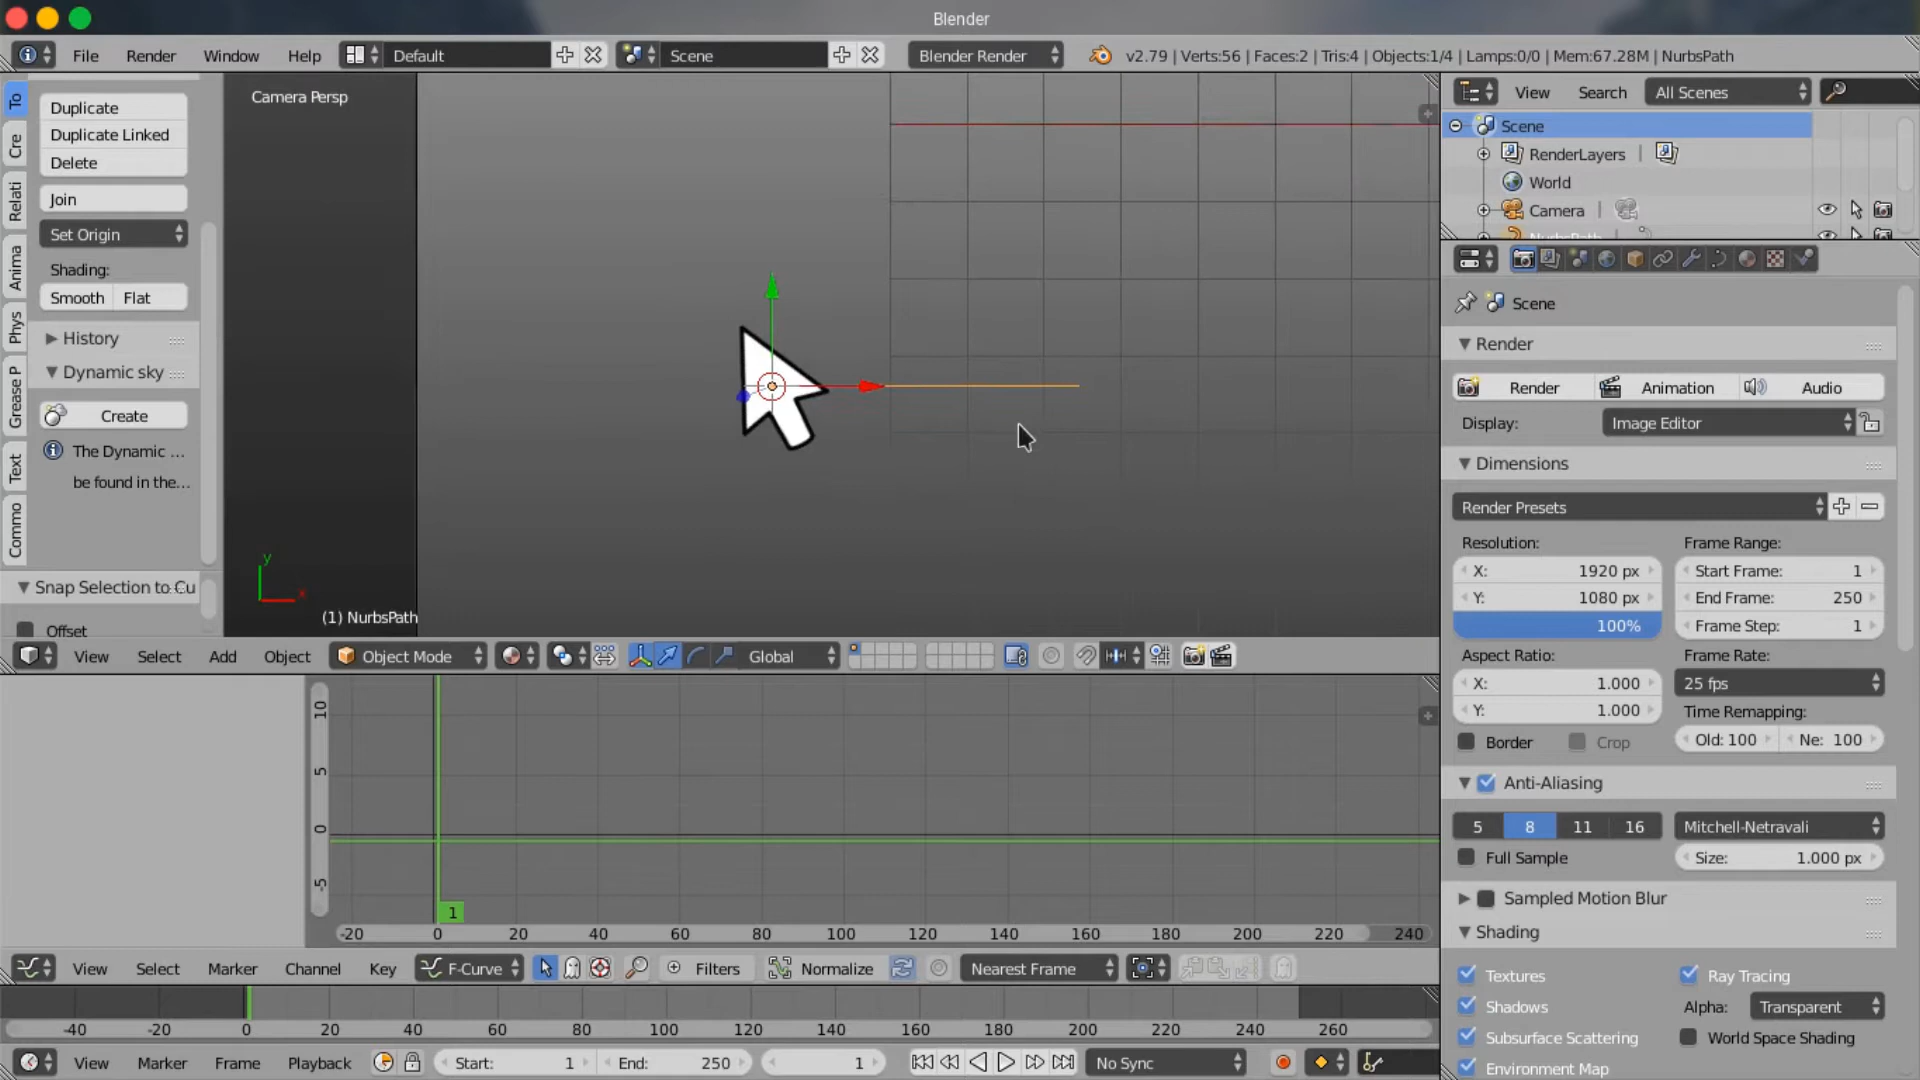 Blender
File Render Window Help Default Scene Blender Render v2.79 | Verts:56 | Faces:2 | Tris:4 | Objects:1/4 | Lamps:0/0 | Mem:67.28M | NurbsPath
To
Cre
Relati
Anima
Phys
Grease P
Text
Commo
Duplicate
Duplicate Linked
Delete
Join
Set Origin
Shading:
Smooth Flat
History
Dynamic sky
Create
The Dynamic ...
be found in the...
Snap Selection to Cu
Offset
Camera Persp
y
x
(1) NurbsPath
View Select Add Object Object Mode Global
10
5
0
-5
1
-20 0 20 40 60 80 100 120 140 160 180 200 220 240
View Select Marker Channel Key F-Curve Filters Normalize Nearest Frame
-40 -20 0 20 40 60 80 100 120 140 160 180 200 220 240 260
View Marker Frame Playback Start: 1 End: 250 1 No Sync
View Search All Scenes
Scene
RenderLayers |
World
Camera |
NurbsPath
Scene
Render
Render Animation Audio
Display: Image Editor
Dimensions
Render Presets
Resolution: Frame Range:
X: 1920 px Start Frame: 1
Y: 1080 px End Frame: 250
100% Frame Step: 1
Aspect Ratio: Frame Rate:
X: 1.000 25 fps
Y: 1.000 Time Remapping:
Border Crop Old: 100 Ne: 100
Anti-Aliasing
5 8 11 16 Mitchell-Netravali
Full Sample Size: 1.000 px
Sampled Motion Blur
Shading
Textures Ray Tracing
Shadows Alpha: Transparent
Subsurface Scattering World Space Shading
Environment Map